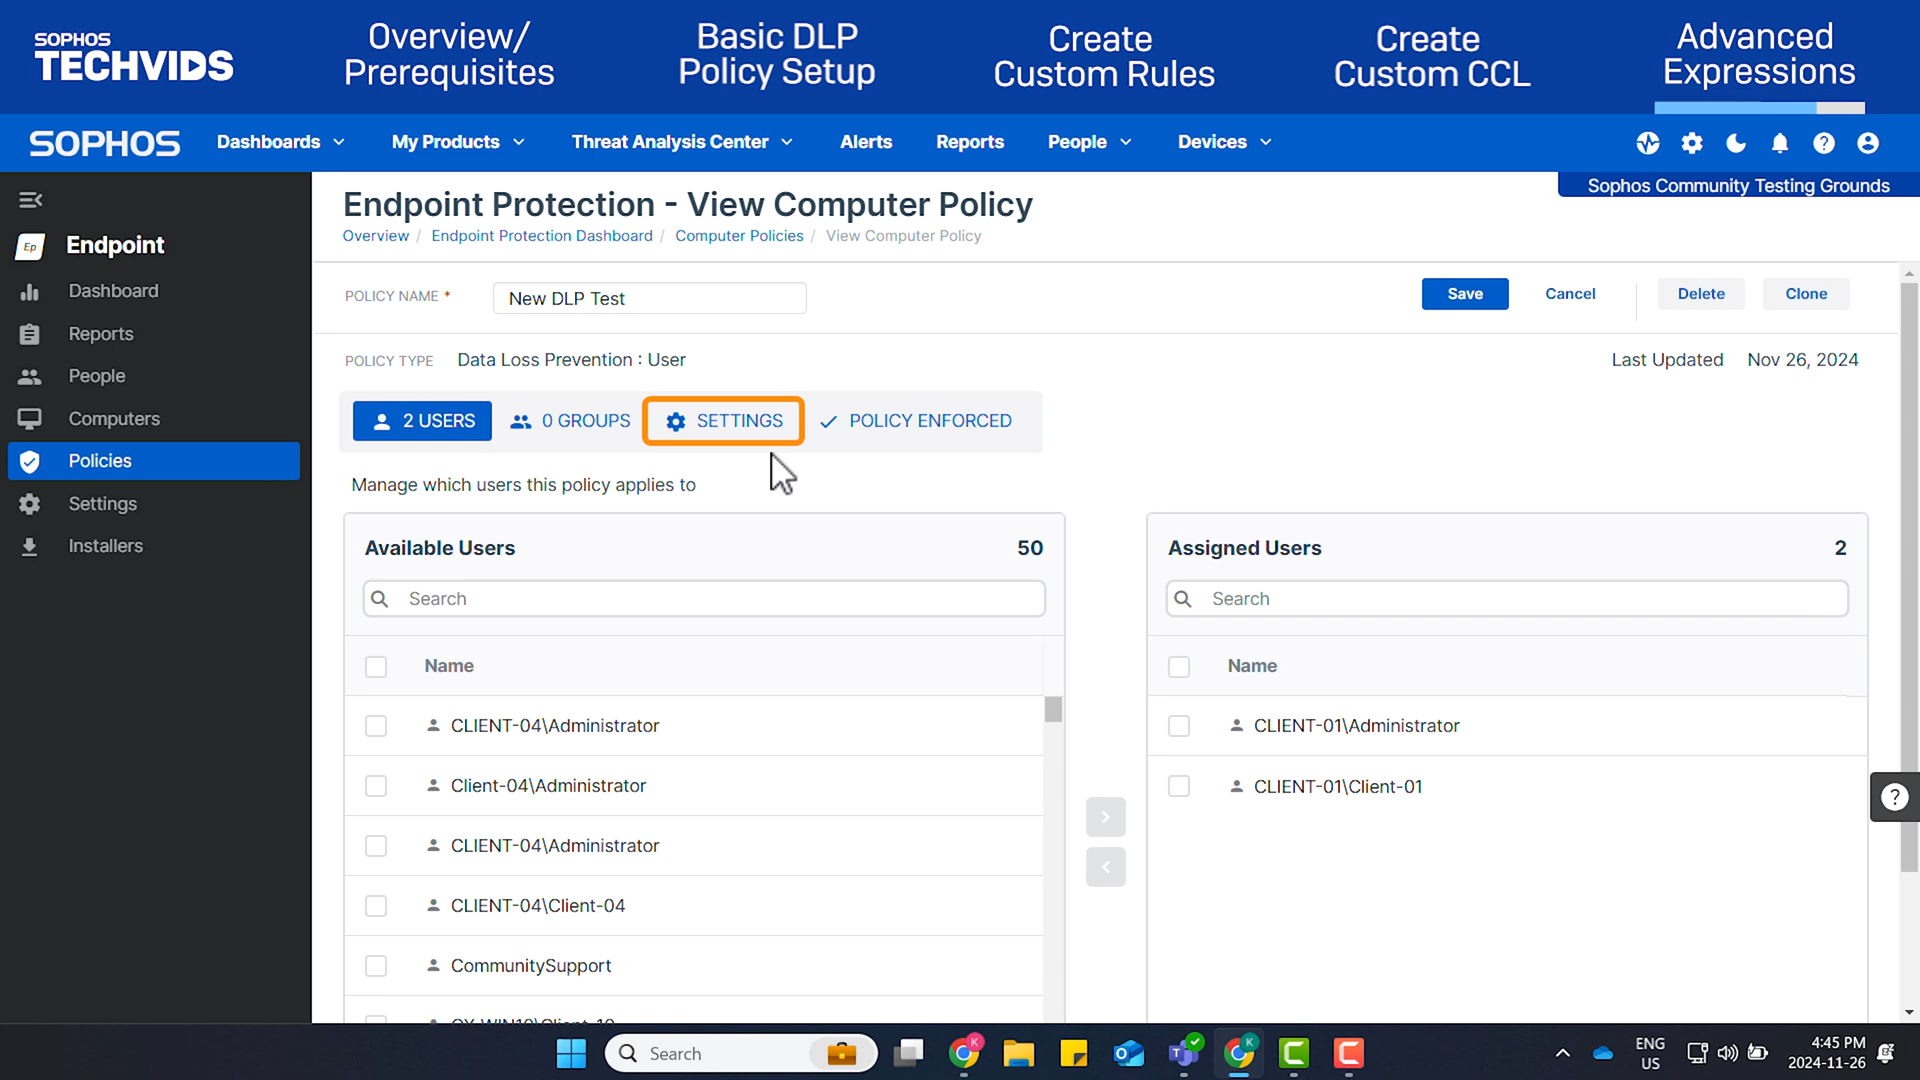 SOPHOS
TECHVIDS
Overview/
Prerequisites
Basic DLP
Policy Setup
Create
Custom Rules
Create
Custom CCL
Advanced
Expressions
SOPHOS Dashboards My Products Threat Analysis Center Alerts Reports People Devices
Sophos Community Testing Grounds
Ep Endpoint
Dashboard
Reports
People
Computers
Policies
Settings
Installers
Endpoint Protection - View Computer Policy
Overview / Endpoint Protection Dashboard / Computer Policies / View Computer Policy
POLICY NAME * New DLP Test Save Cancel Delete Clone
POLICY TYPE Data Loss Prevention : User Last Updated Nov 26, 2024
2 USERS 0 GROUPS SETTINGS POLICY ENFORCED
Manage which users this policy applies to
Available Users 50
Search
Name
CLIENT-04\Administrator
Client-04\Administrator
CLIENT-04\Administrator
CLIENT-04\Client-04
CommunitySupport
Assigned Users 2
Search
Name
CLIENT-01\Administrator
CLIENT-01\Client-01
Search
ENG
US
4:45 PM
2024-11-26